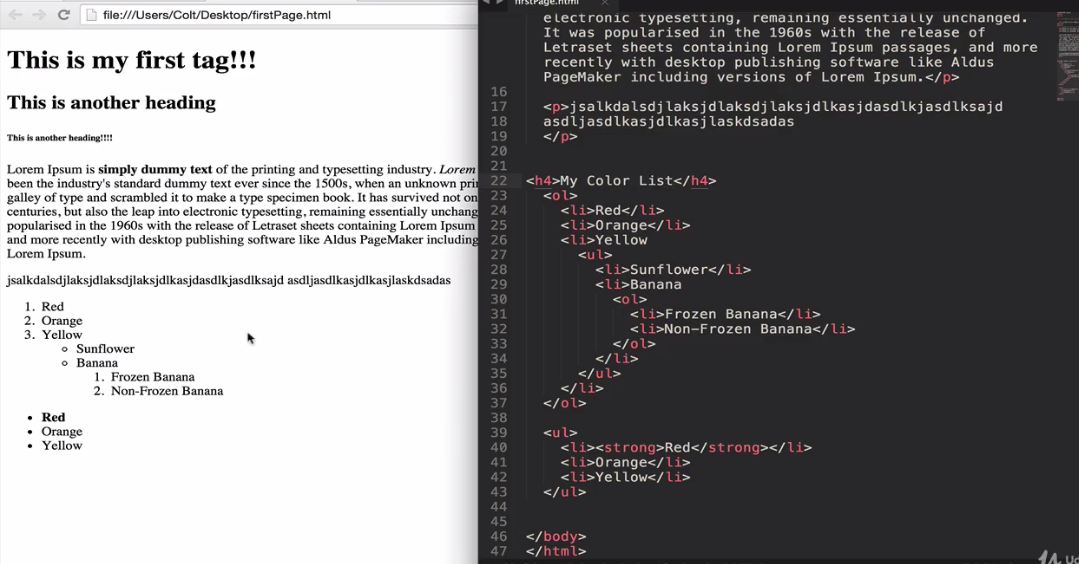 file:///Users/Colt/Desktop/firstPage.html
This is my first tag!!!
This is another heading
This is another heading!!!!
Lorem Ipsum is simply dummy text of the printing and typesetting industry. Lorem
been the industry's standard dummy text ever since the 1500s, when an unknown
galley of type and scrambled it to make a type specimen book. It has survived not
centuries, but also the leap into electronic typesetting, remaining essentially
popularised in the 1960s with the release of Letraset sheets containing Lorem Ipsum
and more recently with desktop publishing software like Aldus PageMaker including
Lorem Ipsum.
jsalkdalsdjlaksjdlaksdjlaksjdlkasjdasdlkjasdlksajd asdljasdlkasjdlkasjlaskdsadas
1. Red
2. Orange
3. Yellow
Sunflower
Banana
1. Frozen Banana
2. Non-Frozen Banana
Red
Orange
Yellow
firstPage.html
electronic typesetting, remaining essentially unchanged.
It was popularised in the 1960s with the release of
Letraset sheets containing Lorem Ipsum passages, and more
recently with desktop publishing software like Aldus
PageMaker including versions of Lorem Ipsum.</p>
16
17 <p>jsalkdalsdjlaksjdlaksdjlaksjdlkasjdasdlkjasdlksajd
18 asdljasdlkasjdlkasjlaskdsadas
19 </p>
20
21
22 <h4>My Color List</h4>
23 <ol>
24 <li>Red</li>
25 <li>Orange</li>
26 <li>Yellow
27 <ul>
28 <li>Sunflower</li>
29 <li>Banana
30 <ol>
31 <li>Frozen Banana</li>
32 <li>Non-Frozen Banana</li>
33 </ol>
34 </li>
35 </ul>
36 </li>
37 </ol>
38
39 <ul>
40 <li><strong>Red</strong></li>
41 <li>Orange</li>
42 <li>Yellow</li>
43 </ul>
44
45
46 </body>
47 </html>